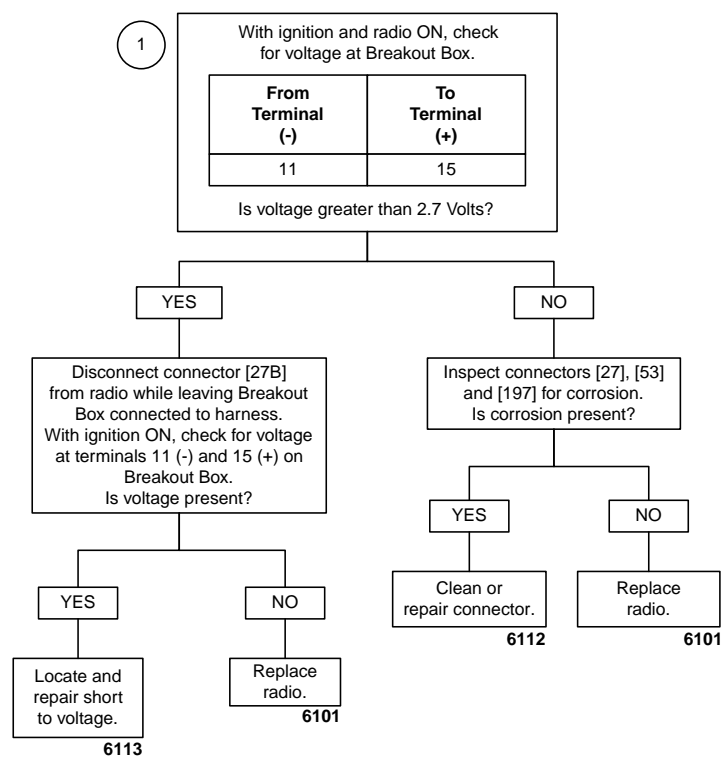 1
With ignition and radio ON, check
for voltage at Breakout Box.
From
Terminal
(-)
To
Terminal
(+)
11
15
Is voltage greater than 2.7 Volts?
YES
NO
Disconnect connector [27B]
from radio while leaving Breakout
Box connected to harness.
With ignition ON, check for voltage
at terminals 11 (-) and 15 (+) on
Breakout Box.
Is voltage present?
Inspect connectors [27], [53]
and [197] for corrosion.
Is corrosion present?
YES
NO
Clean or
repair connector.
6112
Replace
radio.
6101
YES
NO
Locate and
repair short
to voltage.
6113
Replace
radio.
6101